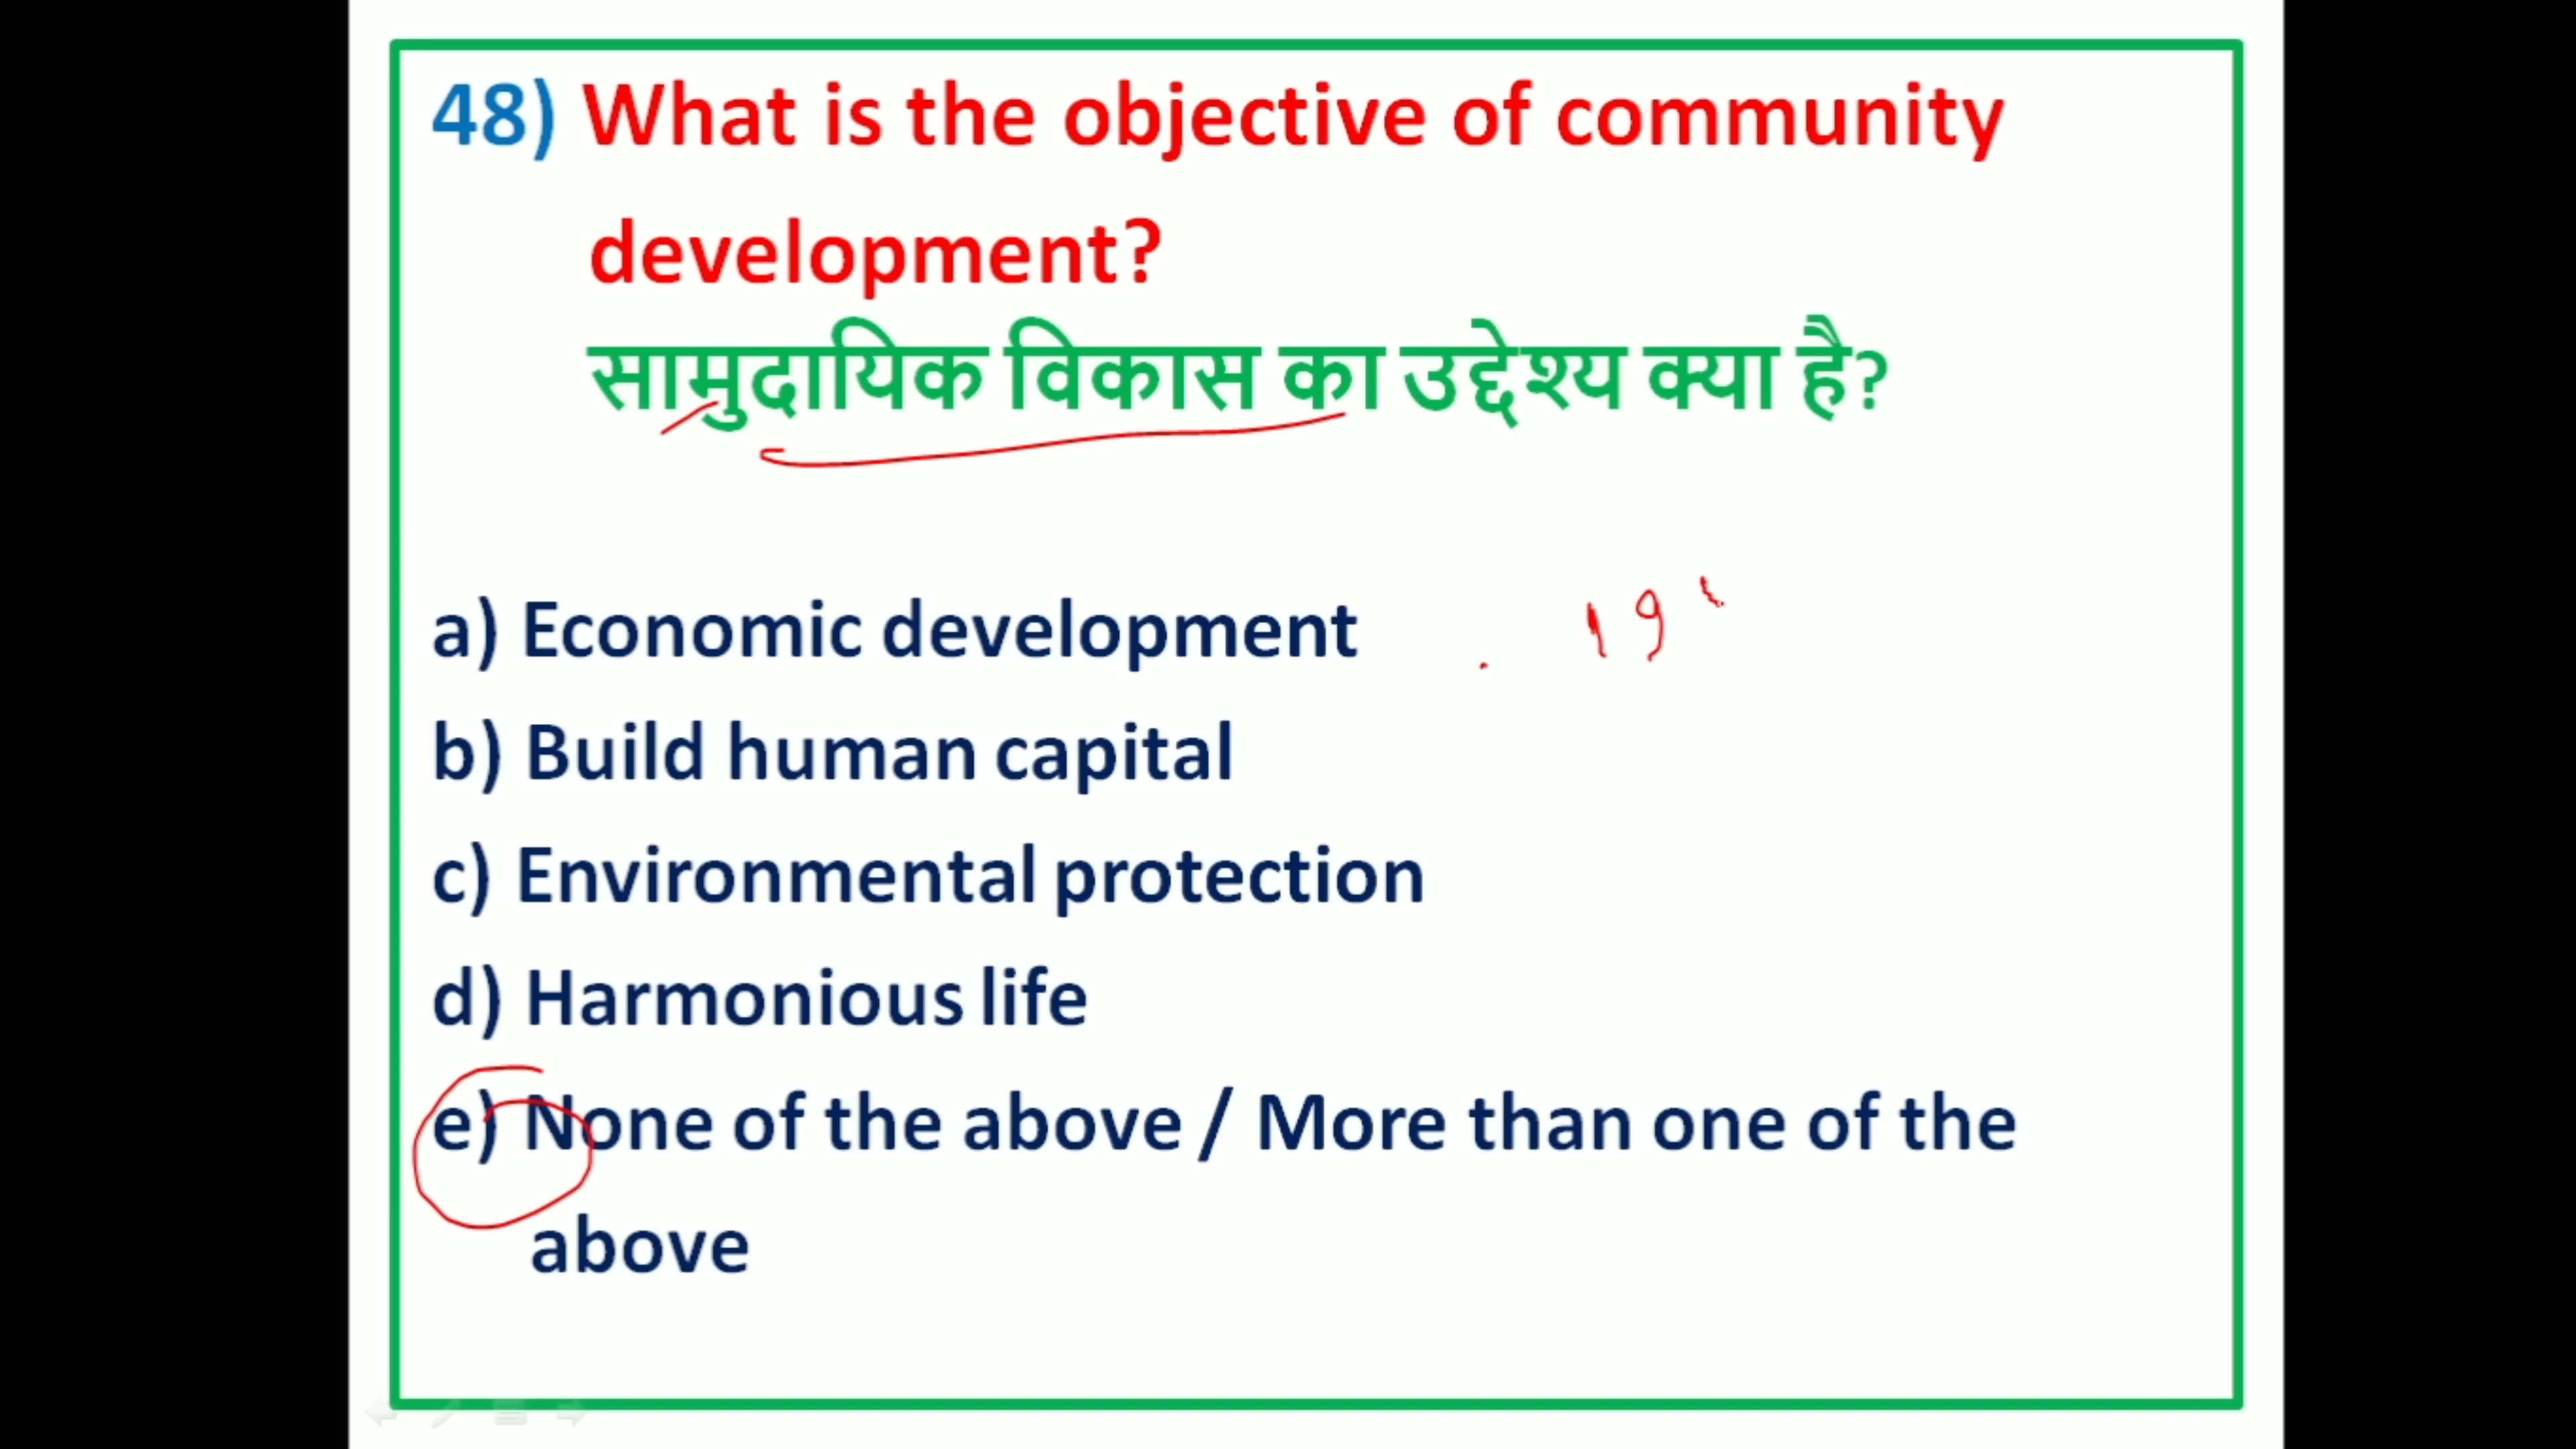 48) What is the objective of community
development?
सामुदायिक विकास का उद्देश्य क्या है?
a) Economic development
19
b) Build human capital
c) Environmental protection
d) Harmonious life
e) None of the above / More than one of the
above